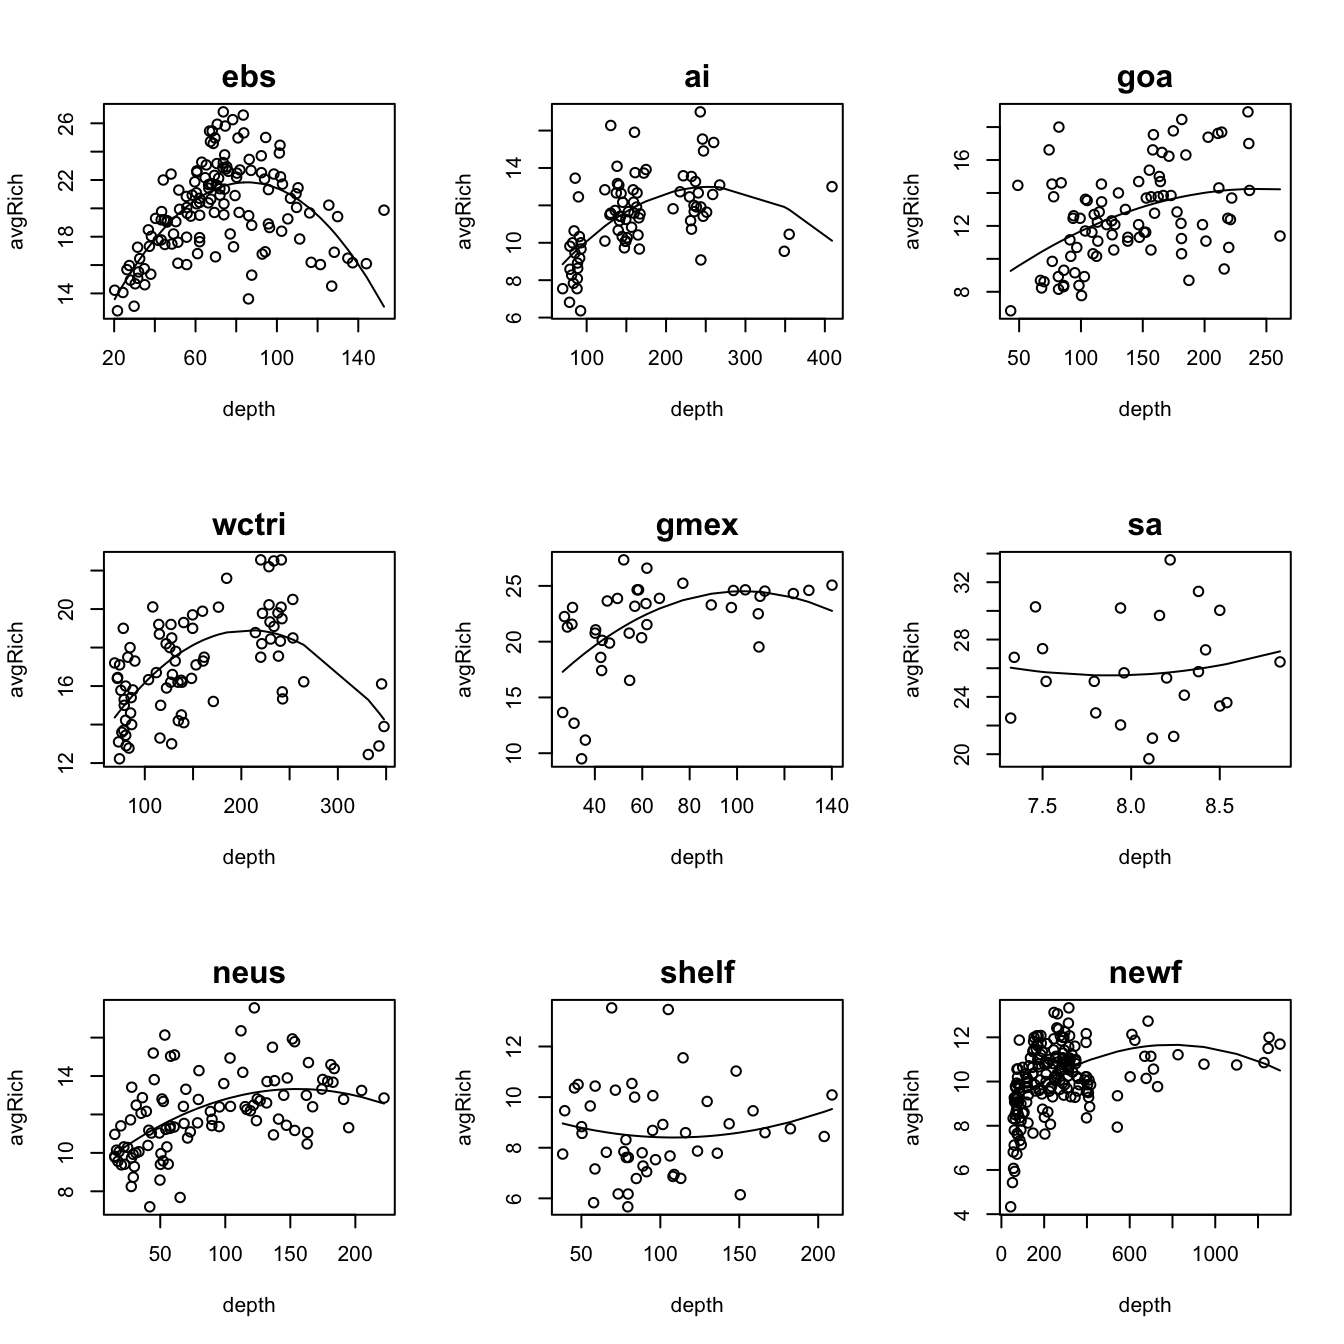 ebs
avgRich
14 18 22 26
20 60 100 140
depth
ai
avgRich
6 8 10 14
100 200 300 400
depth
goa
avgRich
8 12 16
50 100 150 200 250
depth
wctri
avgRich
12 16 20
100 200 300
depth
gmex
avgRich
10 15 20 25
40 60 80 100 140
depth
sa
avgRich
20 24 28 32
7.5 8.0 8.5
depth
neus
avgRich
8 10 14
50 100 150 200
depth
shelf
avgRich
6 8 10 12
50 100 150 200
depth
newf
avgRich
4 6 8 10 12
0 200 600 1000
depth